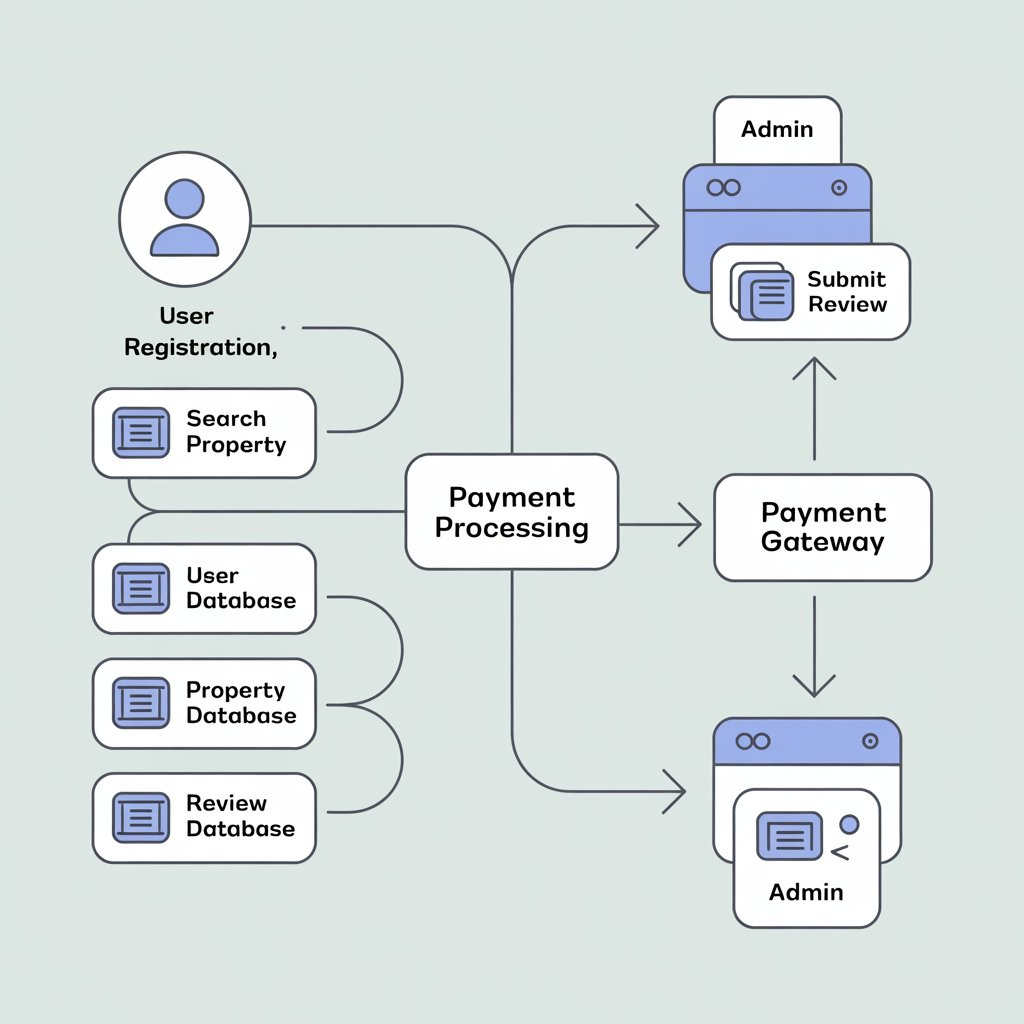 Admin
Submit
Review
User
Registration,
Search
Property
Payment
Processing
Payment
Gateway
User
Database
Property
Database
Review
Database
Admin